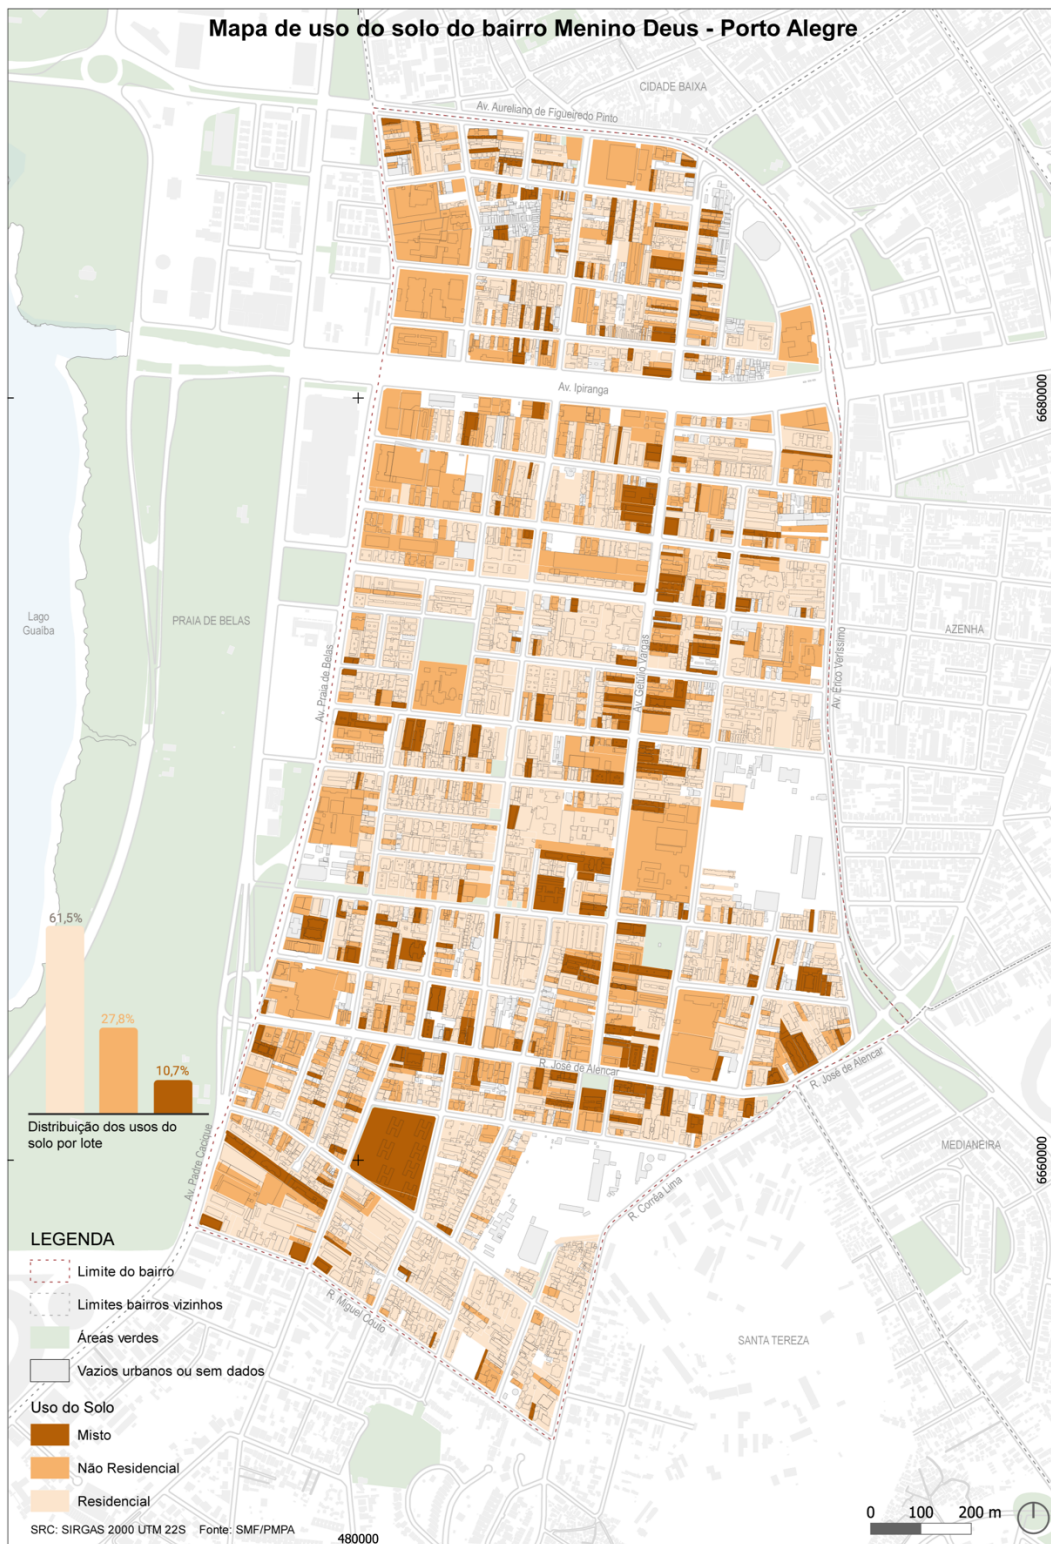 Mapa de uso do solo do bairro Menino Deus - Porto Alegre
CIDADE BAIXA
Av. Aureliano de Figueiredo Pinto
Av. Ipiranga
6680000
Lago
Guaíba
PRAIA DE BELAS
Av. Praia de Belas
Av. Getúlio Vargas
Av. Érico Veríssimo
AZENHA
61,5%
27,8%
10,7%
Distribuição dos usos do
solo por lote
R. José de Alencar
R. José de Alencar
MEDIANEIRA
6660000
Av. Padre Cacique
R. Corrêa Lima
R. Miguel Couto
SANTA TEREZA
LEGENDA
Limite do bairro
Limites bairros vizinhos
Áreas verdes
Vazios urbanos ou sem dados
Uso do Solo
Misto
Não Residencial
Residencial
SRC: SIRGAS 2000 UTM 22S Fonte: SMF/PMPA
480000
0 100 200 m